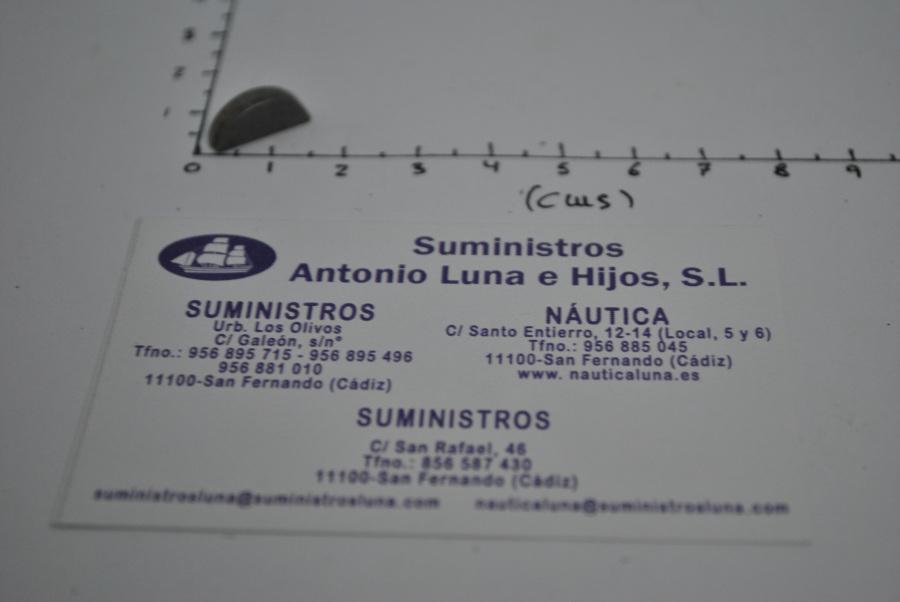 3
2
1
0 1 2 3 4 5 6 7 8 9
(cms)
Suministros
Antonio Luna e Hijos, S.L.
SUMINISTROS
Urb. Los Olivos
C/ Galeón, s/nº
Tfno.: 956 895 715 - 956 895 496
956 881 010
11100-San Fernando (Cádiz)
NÁUTICA
C/ Santo Entierro, 12-14 (Local, 5 y 6)
Tfno.: 956 885 045
11100-San Fernando (Cádiz)
www. nauticaluna.es
SUMINISTROS
C/ San Rafael, 46
Tfno.: 856 587 430
11100-San Fernando (Cádiz)
suministrosluna@suministrosluna.com nauticaluna@suministrosluna.com